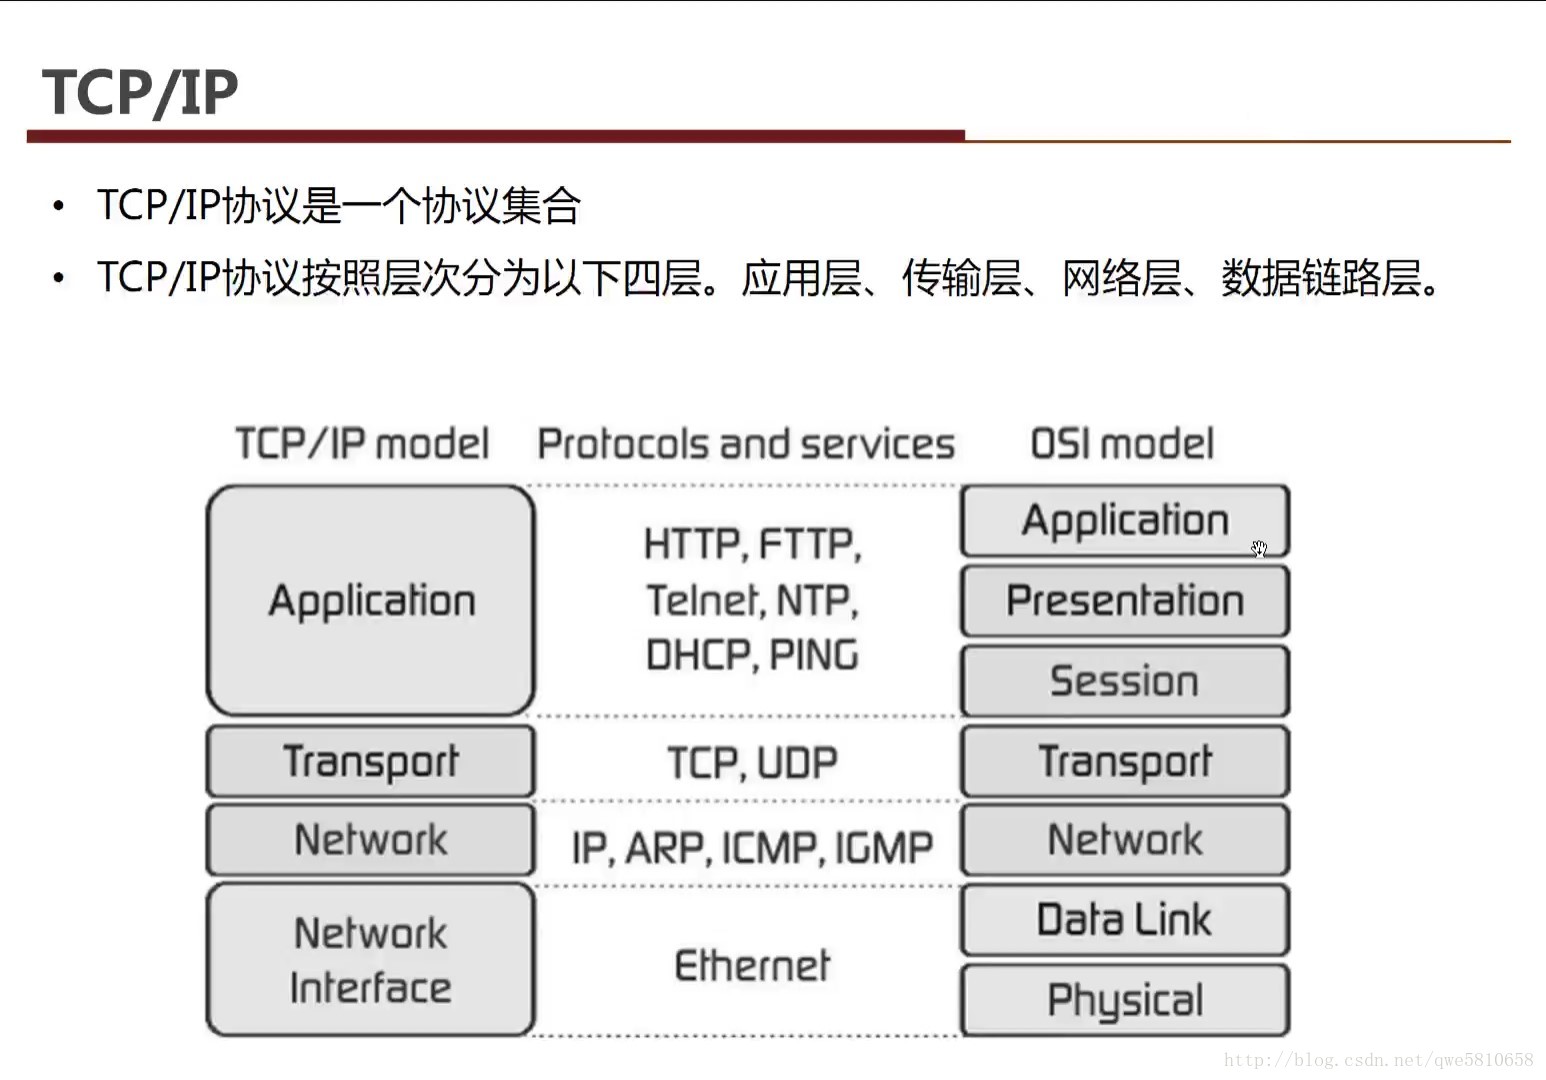 TCP/IP
• TCP/IP协议是一个协议集合
• TCP/IP协议按照层次分为以下四层。应用层、传输层、网络层、数据链路层。
TCP/IP model
Protocols and services
OSI model
Application
HTTP, FTTP,
Telnet, NTP,
DHCP, PING
Application
Presentation
Session
Transport
TCP, UDP
Transport
Network
IP, ARP, ICMP, IGMP
Network
Network
Interface
Ethernet
Data Link
Physical
http://blog.csdn.net/qwe5810658